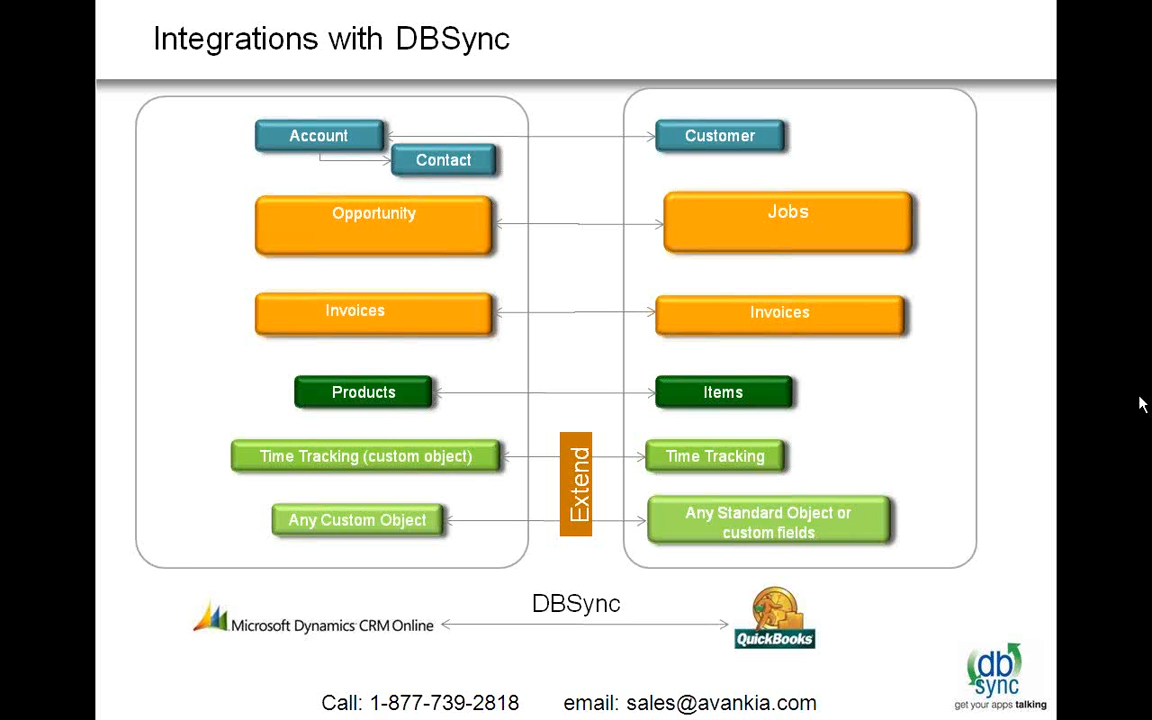 Integrations with DBSync
Account
Customer
Contact
Opportunity
Jobs
Invoices
Invoices
Products
Items
Time Tracking (custom object)
Extend
Time Tracking
Any Custom Object
Any Standard Object or
custom fields
DBSync
Microsoft Dynamics CRM Online
QuickBooks
db
sync
get your apps talking
Call: 1-877-739-2818 email: sales@avankia.com